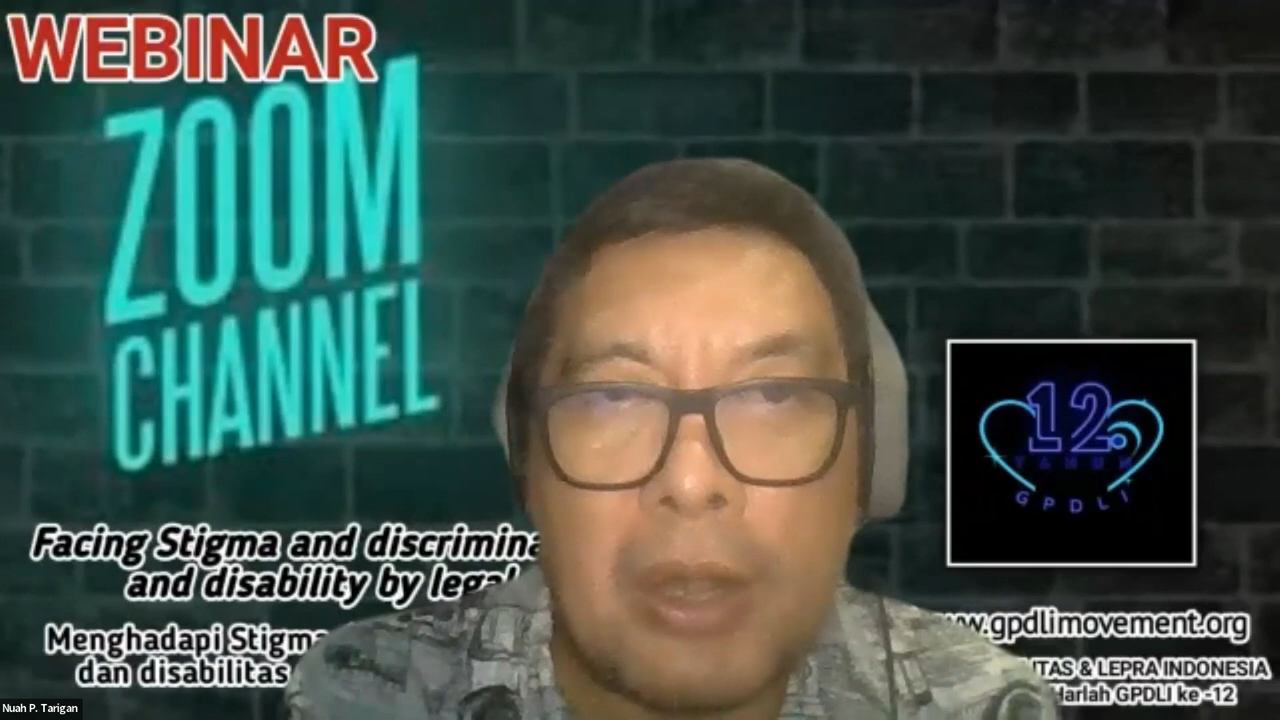 WEBINAR
ZOOM
CHANNEL
Facing Stigma and discrimina
and disability by legal
Menghadapi Stigma
dan disabilitas
12
TAHUN
GPDLI
www.gpdlimovement.org
ITAS & LEPRA INDONESIA
Harlah GPDLI ke -12
Nuah P. Tarigan